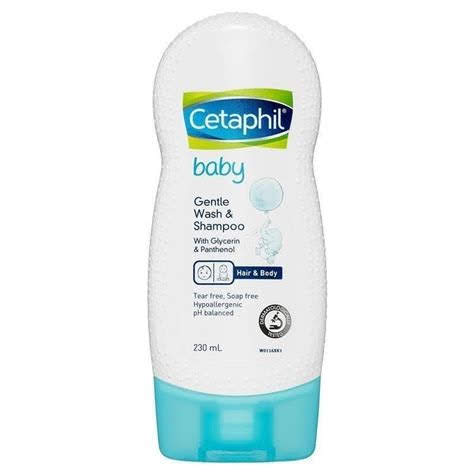 Cetaphil
baby
Gentle
Wash &
Shampoo
With Glycerin
& Panthenol
Hair & Body
Tear free, Soap free
Hypoallergenic
pH balanced
230 mL